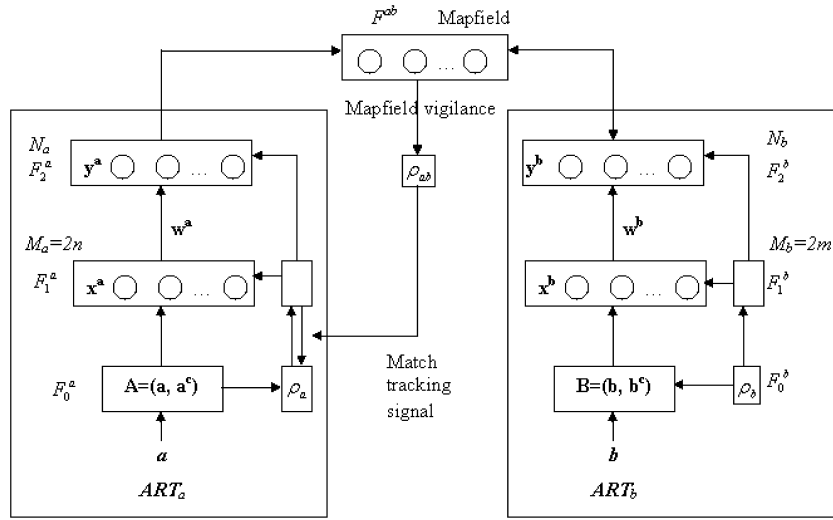 F^ab Mapfield
...
Mapfield vigilance
N_a
F_2^a
y^a ...
ρ_ab
y^b ...
N_b
F_2^b
w^a
w^b
M_a=2n
F_1^a
x^a ...
x^b ...
M_b=2m
F_1^b
Match
tracking
signal
F_0^a
A=(a, a^c)
ρ_a
B=(b, b^c)
ρ_b
F_0^b
a
b
ART_a
ART_b